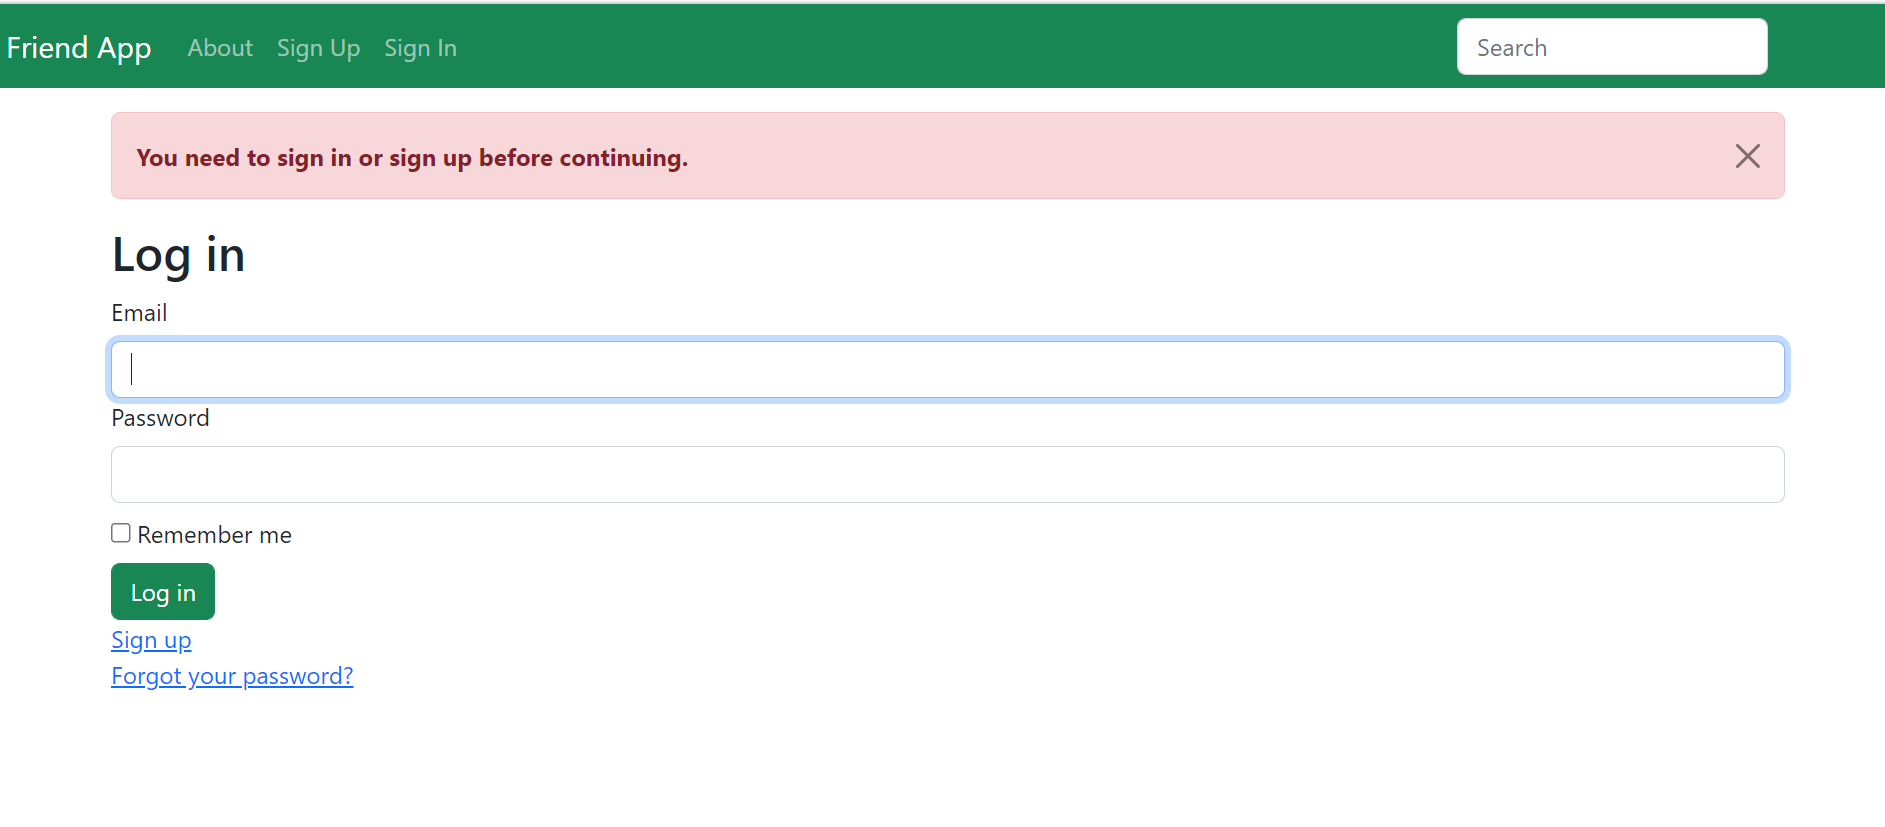 Friend App About Sign Up Sign In Search
You need to sign in or sign up before continuing.
Log in
Email
Password
Remember me
Log in
Sign up
Forgot your password?